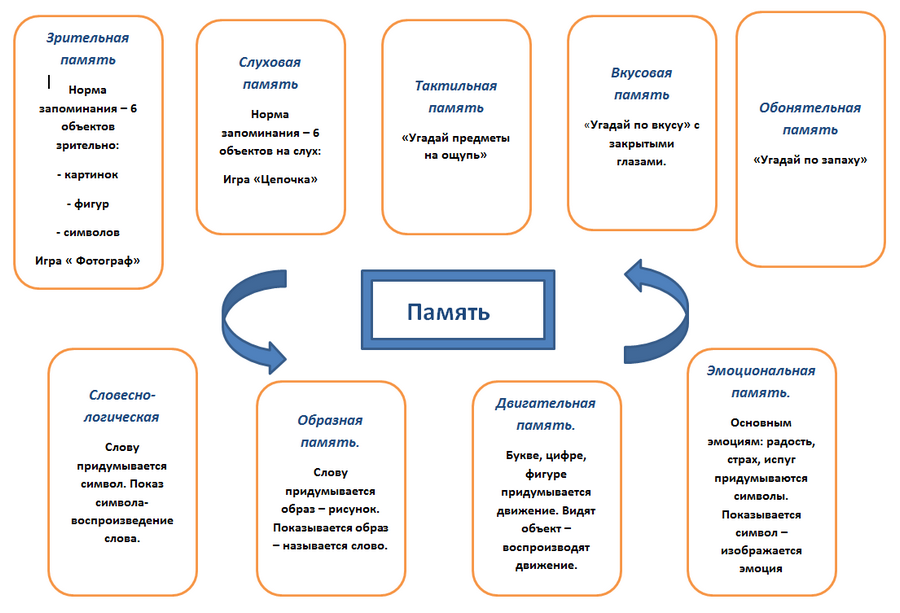 Зрительная
память
Норма
запоминания – 6
объектов
зрительно:
- картинок
- фигур
- символов
Игра « Фотограф»
Слуховая
память
Норма
запоминания – 6
объектов на слух:
Игра «Цепочка»
Тактильная
память
«Угадай предметы
на ощупь»
Вкусовая
память
«Угадай по вкусу» с
закрытыми
глазами.
Обонятельная
память
«Угадай по запаху»
Память
Словесно-
логическая
Слову
придумывается
символ. Показ
символа-
воспроизведение
слова.
Образная
память.
Слову
придумывается
образ – рисунок.
Показывается образ
– называется слово.
Двигательная
память.
Букве, цифре,
фигуре
придумывается
движение. Видят
объект –
воспроизводят
движение.
Эмоциональная
память.
Основным
эмоциям: радость,
страх, испуг
придумываются
символы.
Показывается
символ –
изображается
эмоция